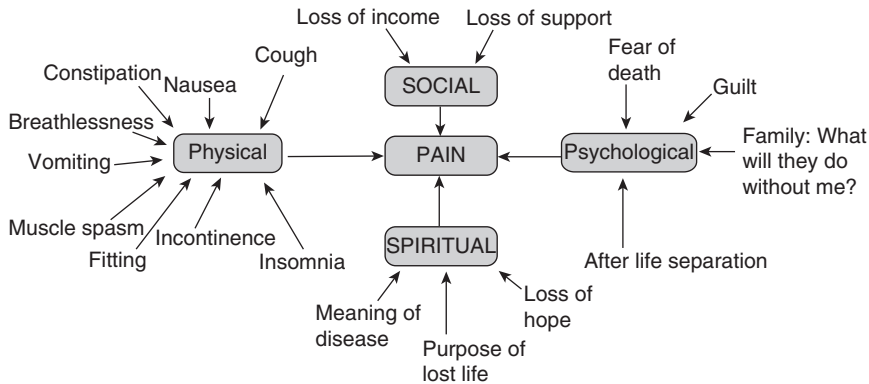 Loss of income
Loss of support
Fear of
death
Cough
Constipation
Nausea
SOCIAL
Guilt
Breathlessness
Physical
PAIN
Psychological
Family: What
will they do
without me?
Vomiting
Muscle spasm
Incontinence
Fitting
Insomnia
SPIRITUAL
After life separation
Meaning of
disease
Loss of
hope
Purpose of
lost life